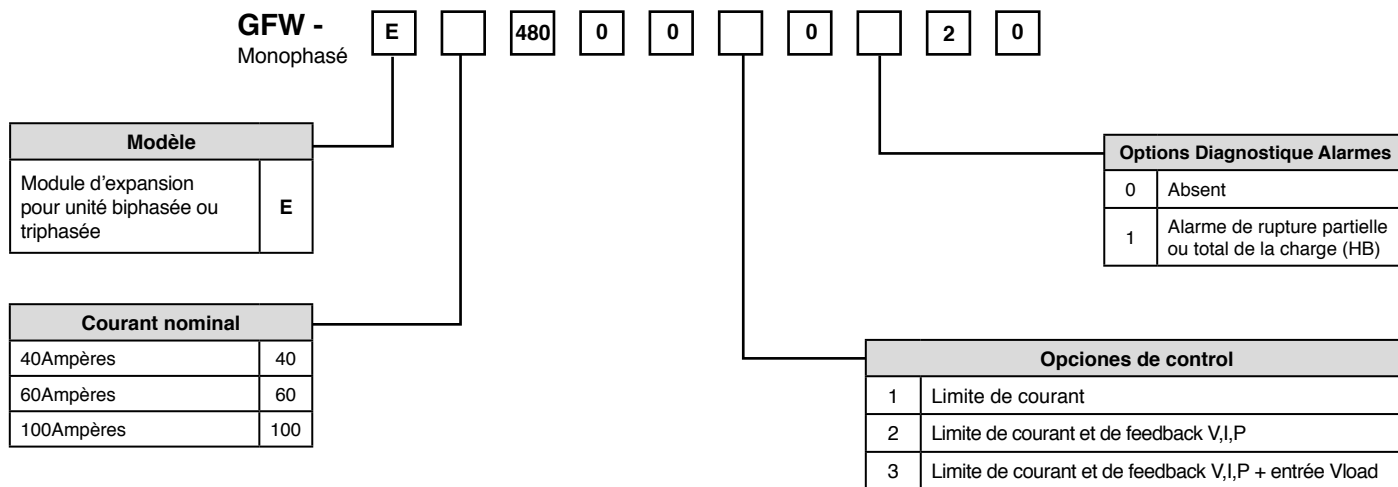 GFW - E 480 0 0 0 2 0
Monophasé
Modèle
Module d'expansion
pour unité biphasée ou
triphasée
E
Options Diagnostique Alarmes
0 Absent
1 Alarme de rupture partielle
ou total de la charge (HB)
Courant nominal
40Ampères 40
60Ampères 60
100Ampères 100
Opciones de control
1 Limite de courant
2 Limite de courant et de feedback V,I,P
3 Limite de courant et de feedback V,I,P + entrée Vload